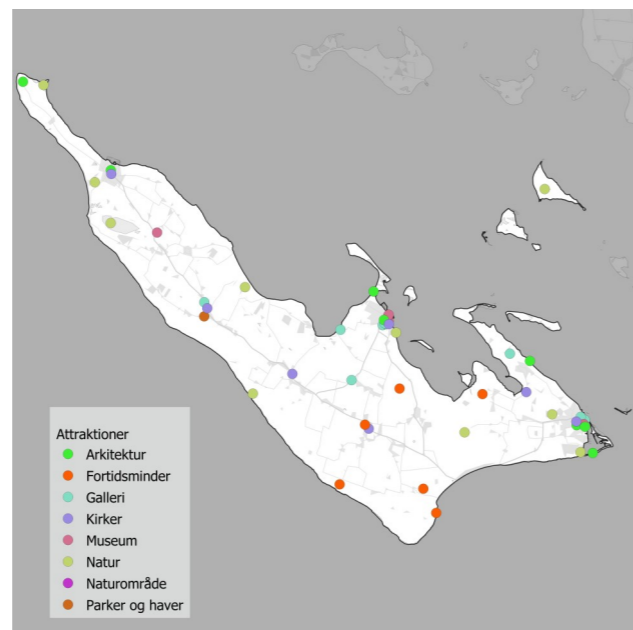 Attraktioner
Arkitektur
Fortidsminder
Galleri
Kirker
Museum
Natur
Naturområde
Parker og haver